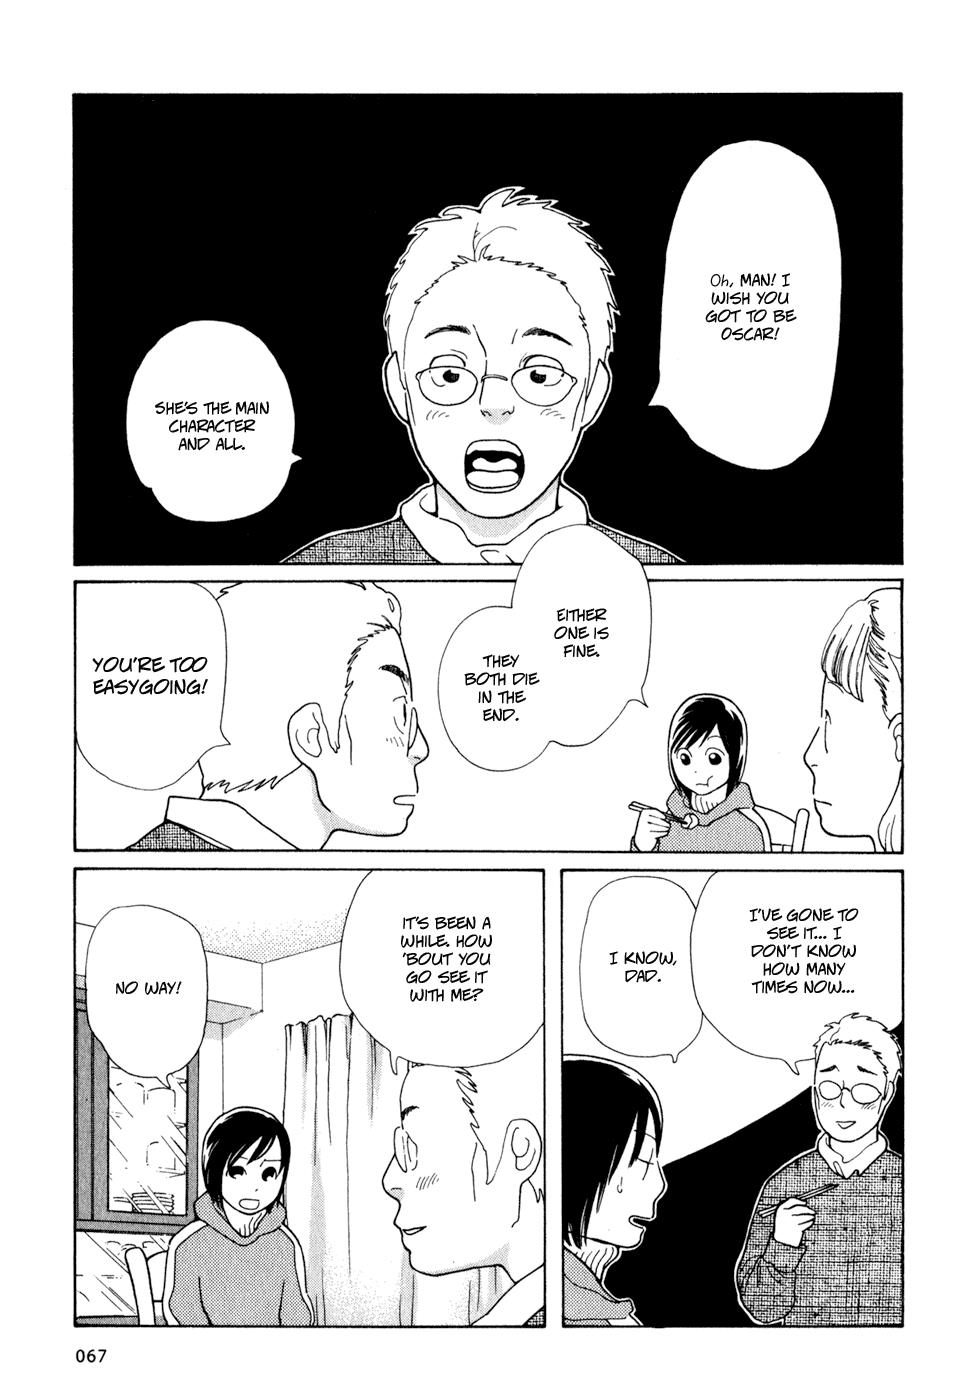 Oh, MAN! I
WISH YOU
GOT TO BE
OSCAR!
SHE'S THE MAIN
CHARACTER
AND ALL.
EITHER
ONE IS
FINE.
THEY
BOTH DIE
IN THE
END.
YOU'RE TOO
EASYGOING!
I'VE GONE TO
SEE IT... I
DON'T KNOW
HOW MANY
TIMES NOW...
I KNOW,
DAD.
IT'S BEEN A
WHILE. HOW
'BOUT YOU
GO SEE IT
WITH ME?
NO WAY!
067